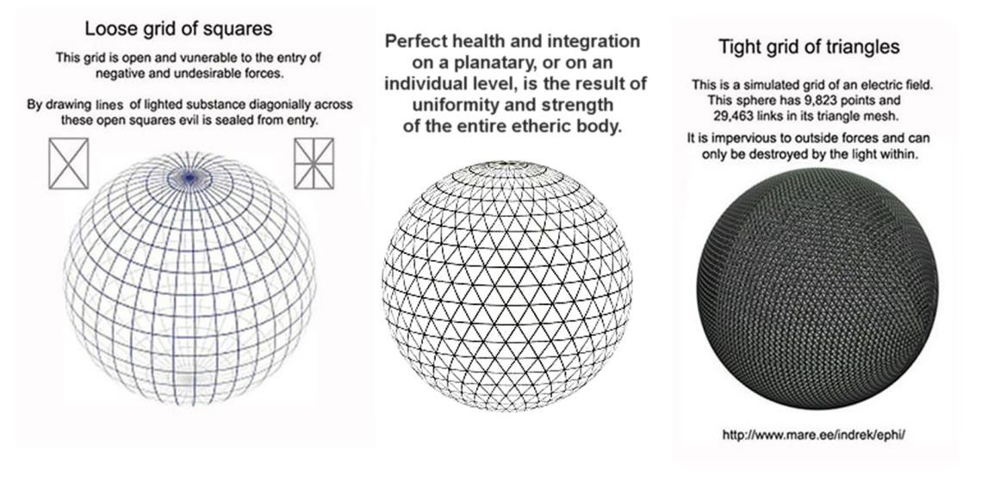 Loose grid of squares
This grid is open and vunerable to the entry of
negative and undesirable forces.
By drawing lines of lighted substance diagonally across
these open squares evil is sealed from entry.
Perfect health and integration
on a planatary, or on an
individual level, is the result of
uniformity and strength
of the entire etheric body.
Tight grid of triangles
This is a simulated grid of an electric field.
This sphere has 9,823 points and
29,463 links in its triangle mesh.
It is impervious to outside forces and can
only be destroyed by the light within.
http://www.mare.ee/indrek/ephi/